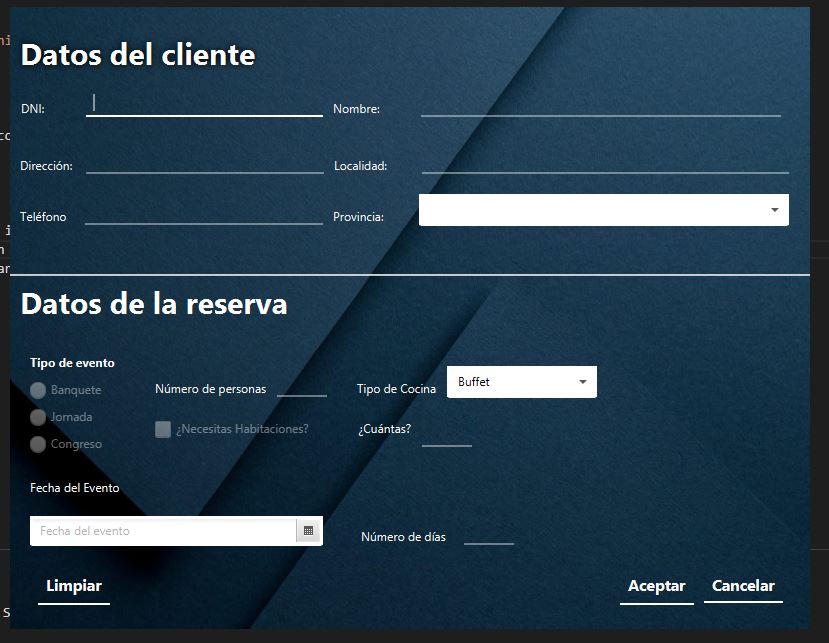 Datos del cliente
DNI: Nombre:
Dirección: Localidad:
Teléfono Provincia:
Datos de la reserva
Tipo de evento
Banquete Número de personas Tipo de Cocina Buffet
Jornada ¿Necesitas Habitaciones? ¿Cuántas?
Congreso
Fecha del Evento
Fecha del evento Número de días
Limpiar Aceptar Cancelar